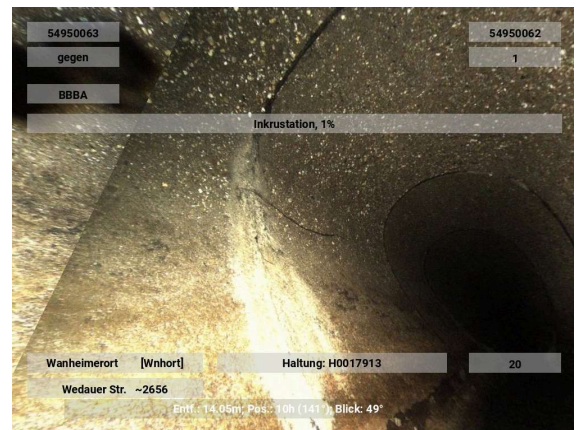 54950063
54950062
gegen
1
BBBA
Inkrustation, 1%
Wanheimerort [Wnhort]
Haltung: H0017913
20
Wedauer Str. ~2656
Entf.: 14.05m; Pos.: 10h (141°); Blick: 49°